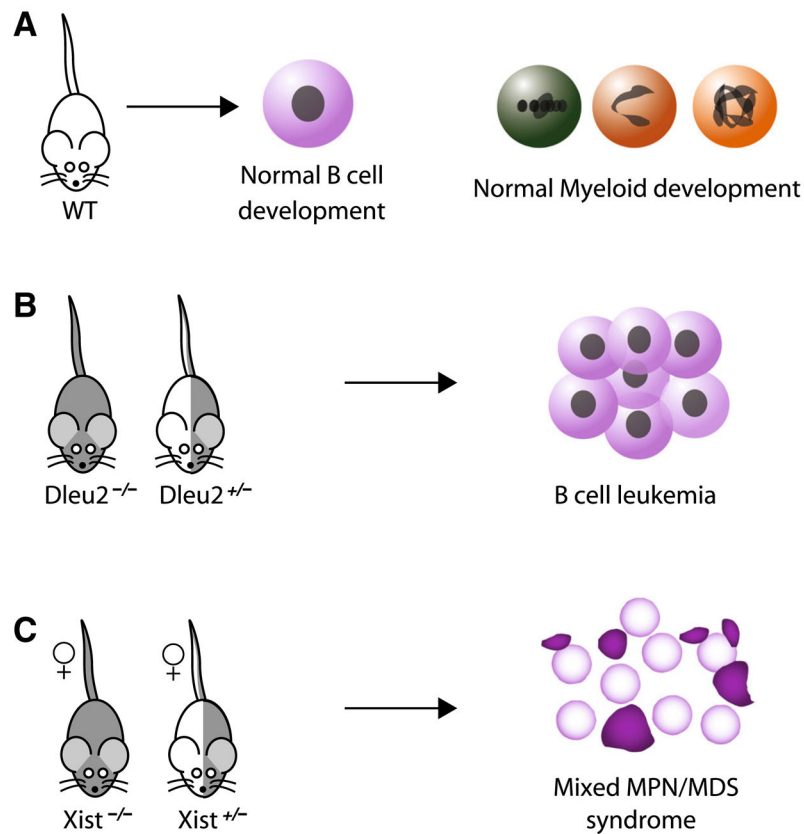 A
WT
Normal B cell
development
Normal Myeloid development
B
Dleu2 –/–
Dleu2 +/–
B cell leukemia
C
♀
♀
Xist –/–
Xist +/–
Mixed MPN/MDS
syndrome